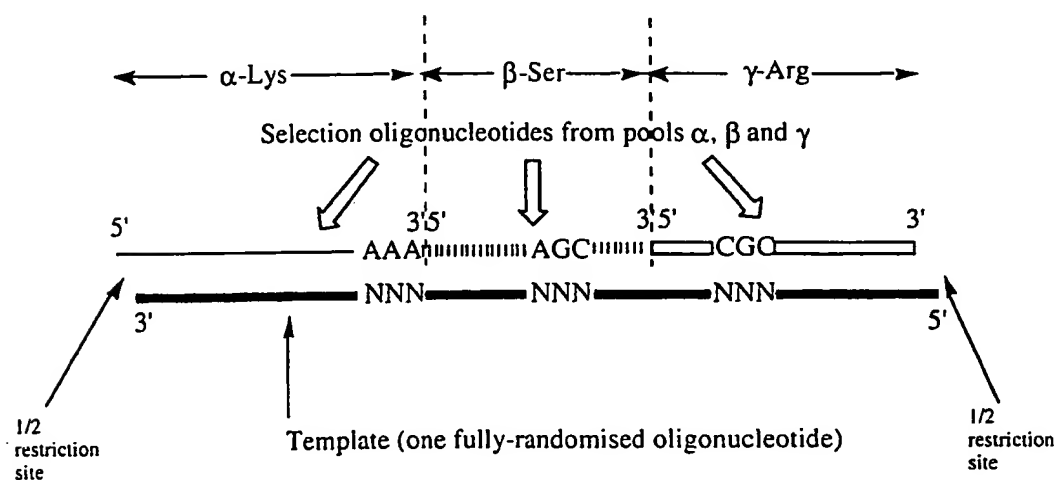 α-Lys β-Ser γ-Arg
Selection oligonucleotides from pools α, β and γ
5' 3' 5' 3' 5' 3'
AAA AGC CGC
NNN NNN NNN
3' 5'
1/2
restriction
site
Template (one fully-randomised oligonucleotide)
1/2
restriction
site